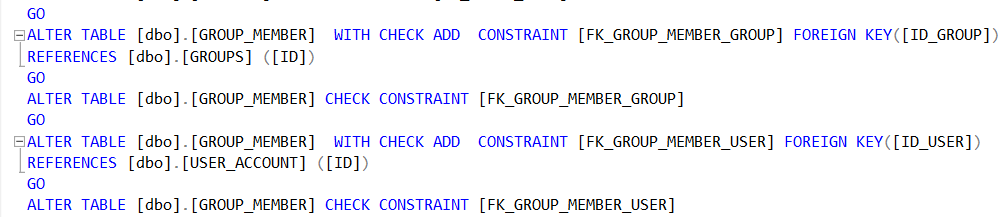 GO
ALTER TABLE [dbo].[GROUP_MEMBER]  WITH CHECK ADD  CONSTRAINT [FK_GROUP_MEMBER_GROUP] FOREIGN KEY([ID_GROUP])
REFERENCES [dbo].[GROUPS] ([ID])
GO
ALTER TABLE [dbo].[GROUP_MEMBER] CHECK CONSTRAINT [FK_GROUP_MEMBER_GROUP]
GO
ALTER TABLE [dbo].[GROUP_MEMBER]  WITH CHECK ADD  CONSTRAINT [FK_GROUP_MEMBER_USER] FOREIGN KEY([ID_USER])
REFERENCES [dbo].[USER_ACCOUNT] ([ID])
GO
ALTER TABLE [dbo].[GROUP_MEMBER] CHECK CONSTRAINT [FK_GROUP_MEMBER_USER]